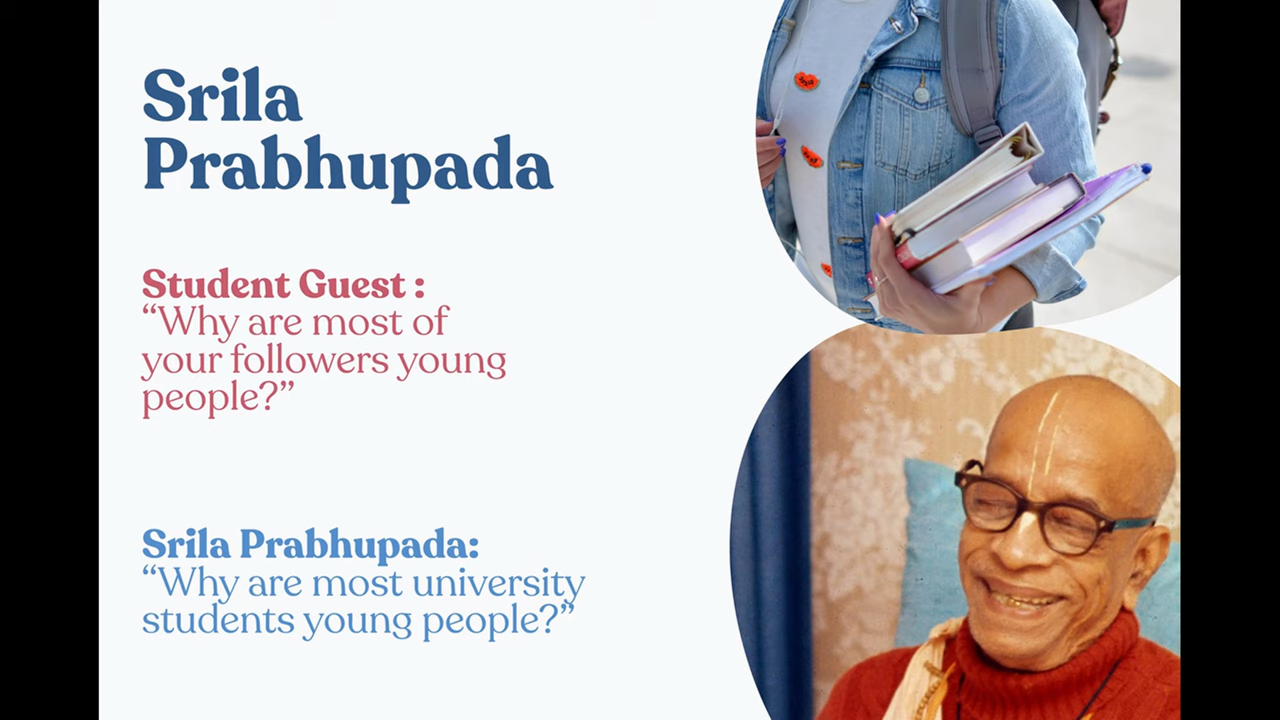 Srila
Prabhupada
Student Guest :
“Why are most of
your followers young
people?”
Srila Prabhupada:
“Why are most university
students young people?”